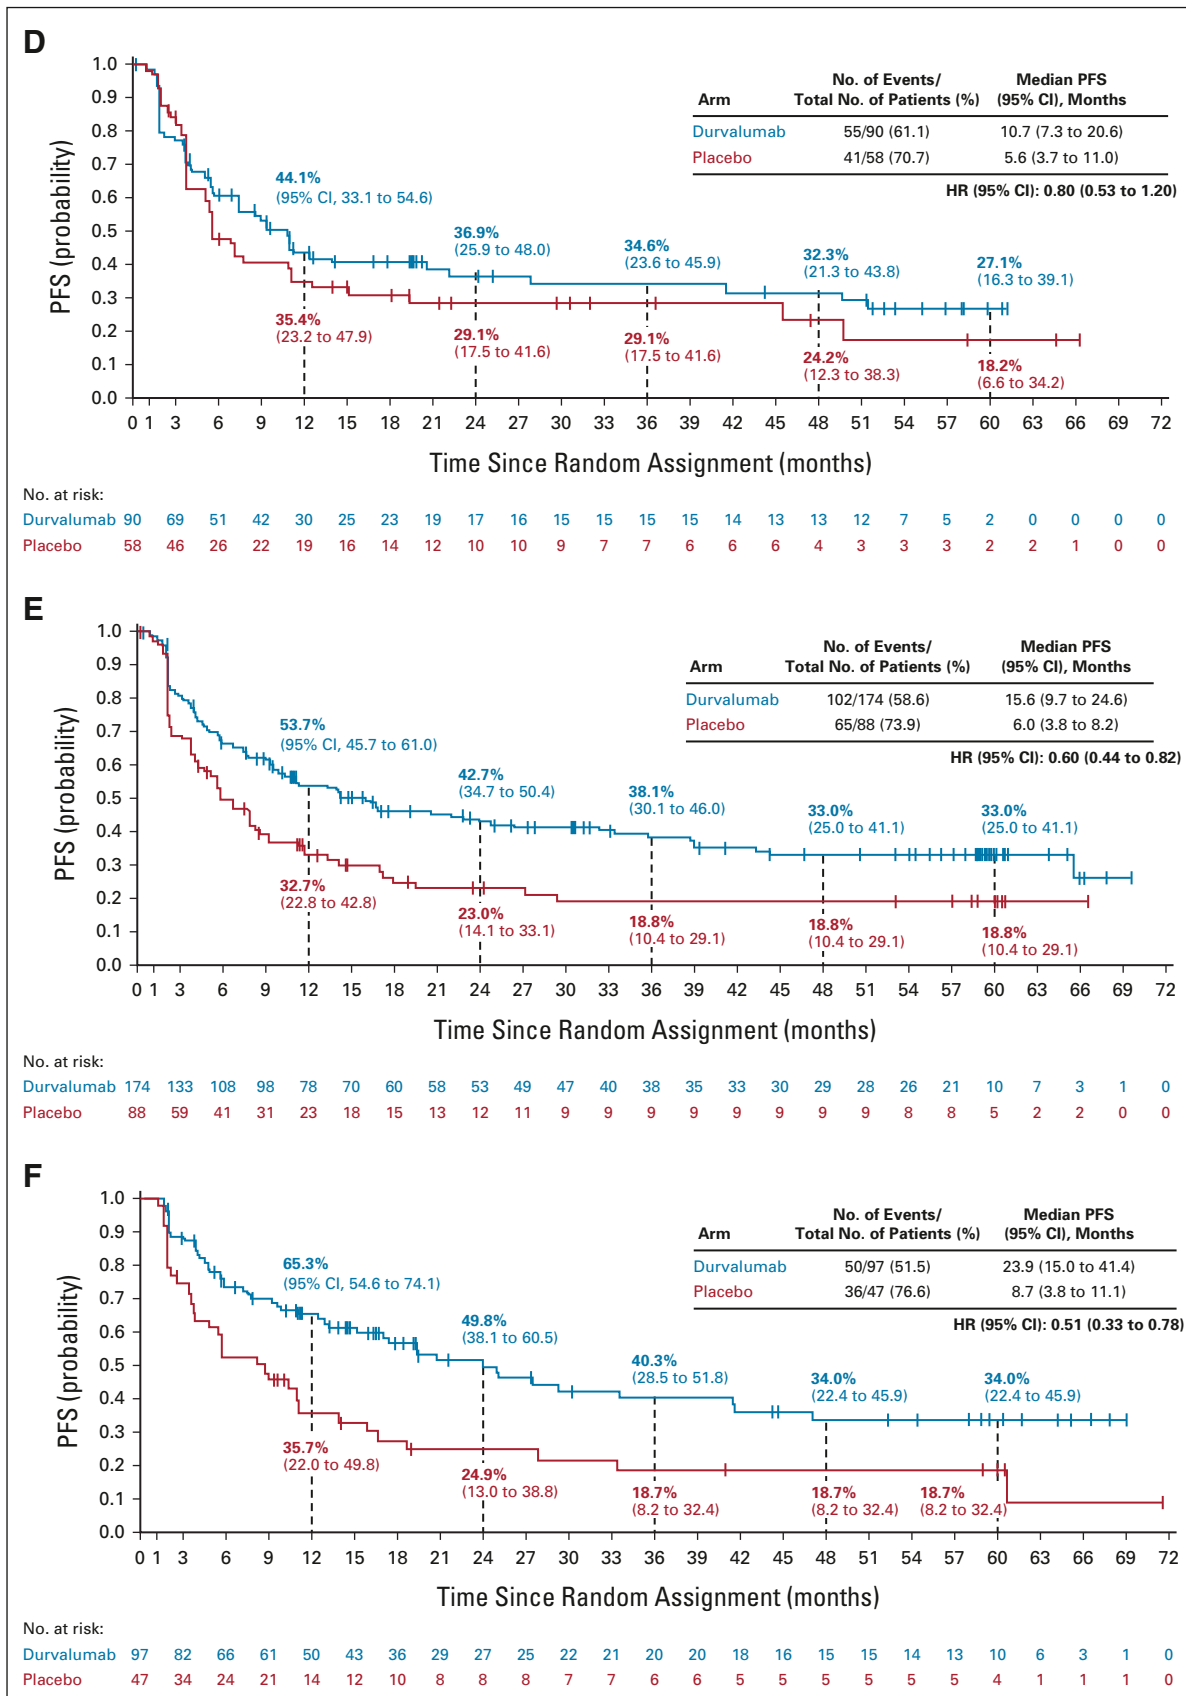 D
No. of Events/ Median PFS
Arm Total No. of Patients (%) (95% CI), Months
Durvalumab 55/90 (61.1) 10.7 (7.3 to 20.6)
Placebo 41/58 (70.7) 5.6 (3.7 to 11.0)
HR (95% CI): 0.80 (0.53 to 1.20)
PFS (probability)
1.0
0.9
0.8
0.7
0.6
0.5
0.4
0.3
0.2
0.1
0.0
44.1%
(95% CI, 33.1 to 54.6)
36.9%
(25.9 to 48.0)
34.6%
(23.6 to 45.9)
32.3%
(21.3 to 43.8)
27.1%
(16.3 to 39.1)
35.4%
(23.2 to 47.9)
29.1%
(17.5 to 41.6)
29.1%
(17.5 to 41.6)
24.2%
(12.3 to 38.3)
18.2%
(6.6 to 34.2)
0 1 3 6 9 12 15 18 21 24 27 30 33 36 39 42 45 48 51 54 57 60 63 66 69 72
Time Since Random Assignment (months)
No. at risk:
Durvalumab 90 69 51 42 30 25 23 19 17 16 15 15 15 15 14 13 13 12 7 5 2 0 0 0 0
Placebo 58 46 26 22 19 16 14 12 10 10 9 7 7 6 6 6 4 3 3 3 2 2 1 0 0
E
No. of Events/ Median PFS
Arm Total No. of Patients (%) (95% CI), Months
Durvalumab 102/174 (58.6) 15.6 (9.7 to 24.6)
Placebo 65/88 (73.9) 6.0 (3.8 to 8.2)
HR (95% CI): 0.60 (0.44 to 0.82)
PFS (probability)
1.0
0.9
0.8
0.7
0.6
0.5
0.4
0.3
0.2
0.1
0.0
53.7%
(95% CI, 45.7 to 61.0)
42.7%
(34.7 to 50.4)
38.1%
(30.1 to 46.0)
33.0%
(25.0 to 41.1)
33.0%
(25.0 to 41.1)
32.7%
(22.8 to 42.8)
23.0%
(14.1 to 33.1)
18.8%
(10.4 to 29.1)
18.8%
(10.4 to 29.1)
18.8%
(10.4 to 29.1)
0 1 3 6 9 12 15 18 21 24 27 30 33 36 39 42 45 48 51 54 57 60 63 66 69 72
Time Since Random Assignment (months)
No. at risk:
Durvalumab 174 133 108 98 78 70 60 58 53 49 47 40 38 35 33 30 29 28 26 21 10 7 3 1 0
Placebo 88 59 41 31 23 18 15 13 12 11 9 9 9 9 9 9 9 9 8 8 5 2 2 0 0
F
No. of Events/ Median PFS
Arm Total No. of Patients (%) (95% CI), Months
Durvalumab 50/97 (51.5) 23.9 (15.0 to 41.4)
Placebo 36/47 (76.6) 8.7 (3.8 to 11.1)
HR (95% CI): 0.51 (0.33 to 0.78)
PFS (probability)
1.0
0.9
0.8
0.7
0.6
0.5
0.4
0.3
0.2
0.1
0.0
65.3%
(95% CI, 54.6 to 74.1)
49.8%
(38.1 to 60.5)
40.3%
(28.5 to 51.8)
34.0%
(22.4 to 45.9)
34.0%
(22.4 to 45.9)
35.7%
(22.0 to 49.8)
24.9%
(13.0 to 38.8)
18.7%
(8.2 to 32.4)
18.7%
(8.2 to 32.4)
18.7%
(8.2 to 32.4)
0 1 3 6 9 12 15 18 21 24 27 30 33 36 39 42 45 48 51 54 57 60 63 66 69 72
Time Since Random Assignment (months)
No. at risk:
Durvalumab 97 82 66 61 50 43 36 29 27 25 22 21 20 20 18 16 15 15 14 13 10 6 3 1 0
Placebo 47 34 24 21 14 12 10 8 8 8 7 7 6 6 5 5 5 5 5 5 4 1 1 1 0